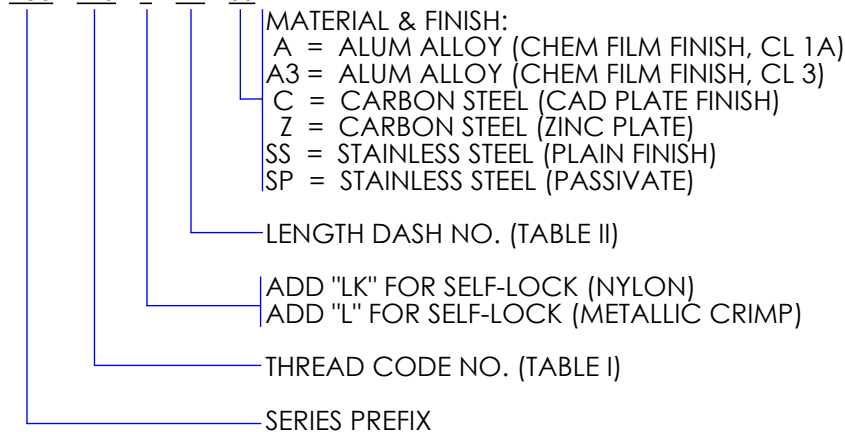 MATERIAL & FINISH:
A = ALUM ALLOY (CHEM FILM FINISH, CL 1A)
A3 = ALUM ALLOY (CHEM FILM FINISH, CL 3)
C = CARBON STEEL (CAD PLATE FINISH)
Z = CARBON STEEL (ZINC PLATE)
SS = STAINLESS STEEL (PLAIN FINISH)
SP = STAINLESS STEEL (PASSIVATE)
LENGTH DASH NO. (TABLE II)
ADD "LK" FOR SELF-LOCK (NYLON)
ADD "L" FOR SELF-LOCK (METALLIC CRIMP)
THREAD CODE NO. (TABLE I)
SERIES PREFIX